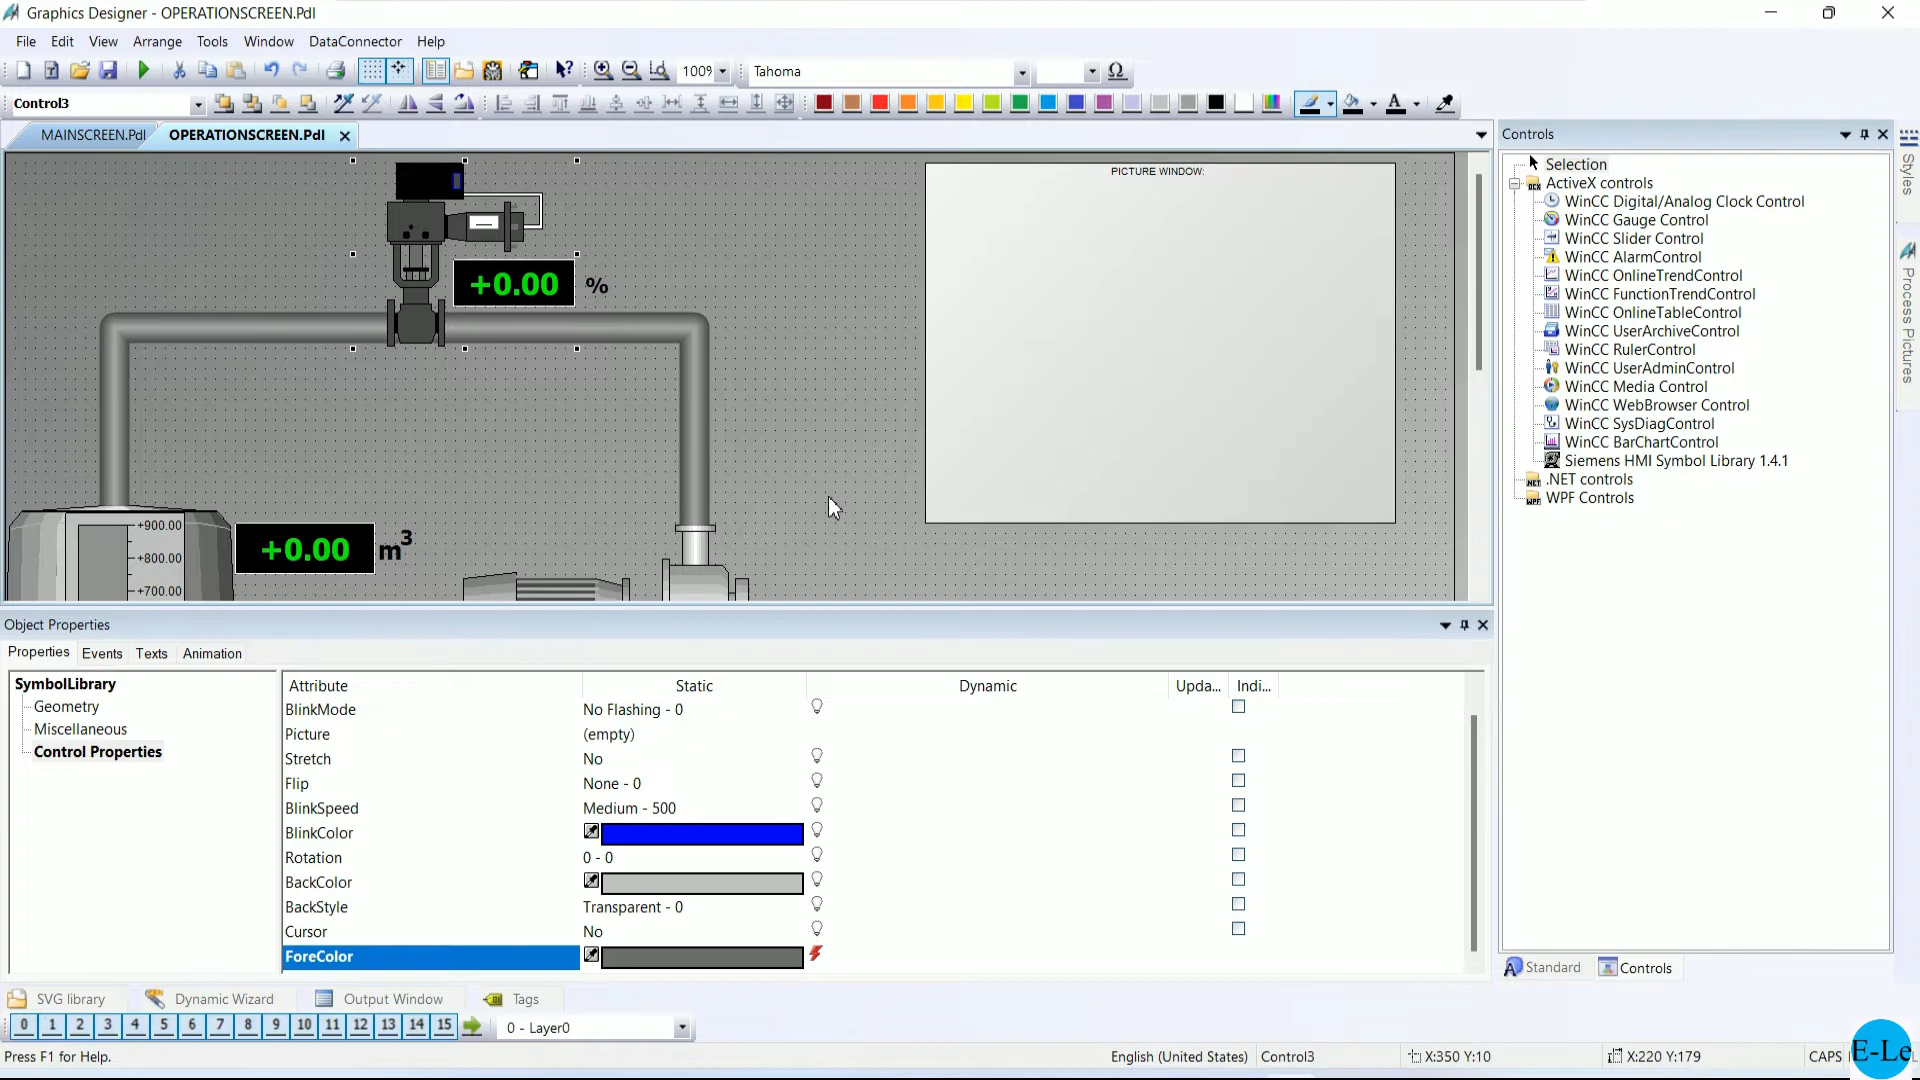 Graphics Designer - OPERATIONSCREEN.Pdl
File Edit View Arrange Tools Window DataConnector Help
100% Tahoma Ω
Control3
MAINSCREEN.Pdl OPERATIONSCREEN.Pdl
PICTURE WINDOW:
+0.00 %
+900.00
+800.00
+700.00
+0.00 m³
Controls
Selection
ActiveX controls
WinCC Digital/Analog Clock Control
WinCC Gauge Control
WinCC Slider Control
WinCC AlarmControl
WinCC OnlineTrendControl
WinCC FunctionTrendControl
WinCC OnlineTableControl
WinCC UserArchiveControl
WinCC RulerControl
WinCC UserAdminControl
WinCC Media Control
WinCC WebBrowser Control
WinCC SysDiagControl
WinCC BarChartControl
Siemens HMI Symbol Library 1.4.1
.NET controls
WPF Controls
Standard Controls
Styles
Process Pictures
Object Properties
Properties Events Texts Animation
SymbolLibrary
Geometry
Miscellaneous
Control Properties
Attribute Static Dynamic Upda... Indi...
BlinkMode No Flashing - 0
Picture (empty)
Stretch No
Flip None - 0
BlinkSpeed Medium - 500
BlinkColor
Rotation 0 - 0
BackColor
BackStyle Transparent - 0
Cursor No
ForeColor
SVG library Dynamic Wizard Output Window Tags
0 1 2 3 4 5 6 7 8 9 10 11 12 13 14 15 0 - Layer0
Press F1 for Help. English (United States) Control3 X:350 Y:10 X:220 Y:179 CAPS
E-Le